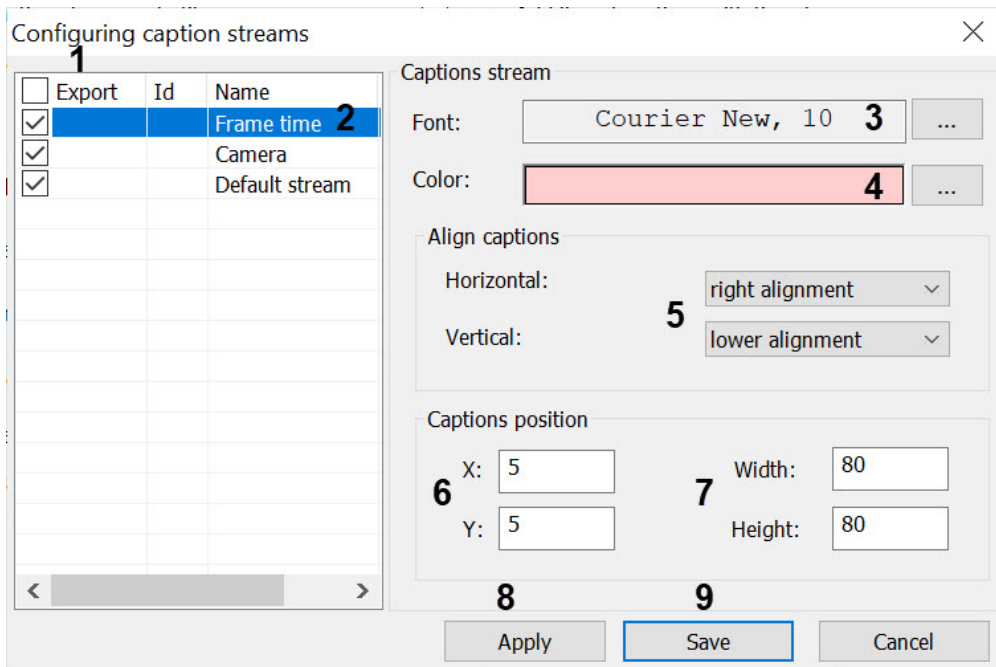 Configuring caption streams
1
Export Id Name
Frame time 2
Camera
Default stream
Captions stream
Font: Courier New, 10 3 ...
Color: 4 ...
Align captions
Horizontal: right alignment
5
Vertical: lower alignment
Captions position
X: 5 Width: 80
6 7
Y: 5 Height: 80
8 9
Apply Save Cancel